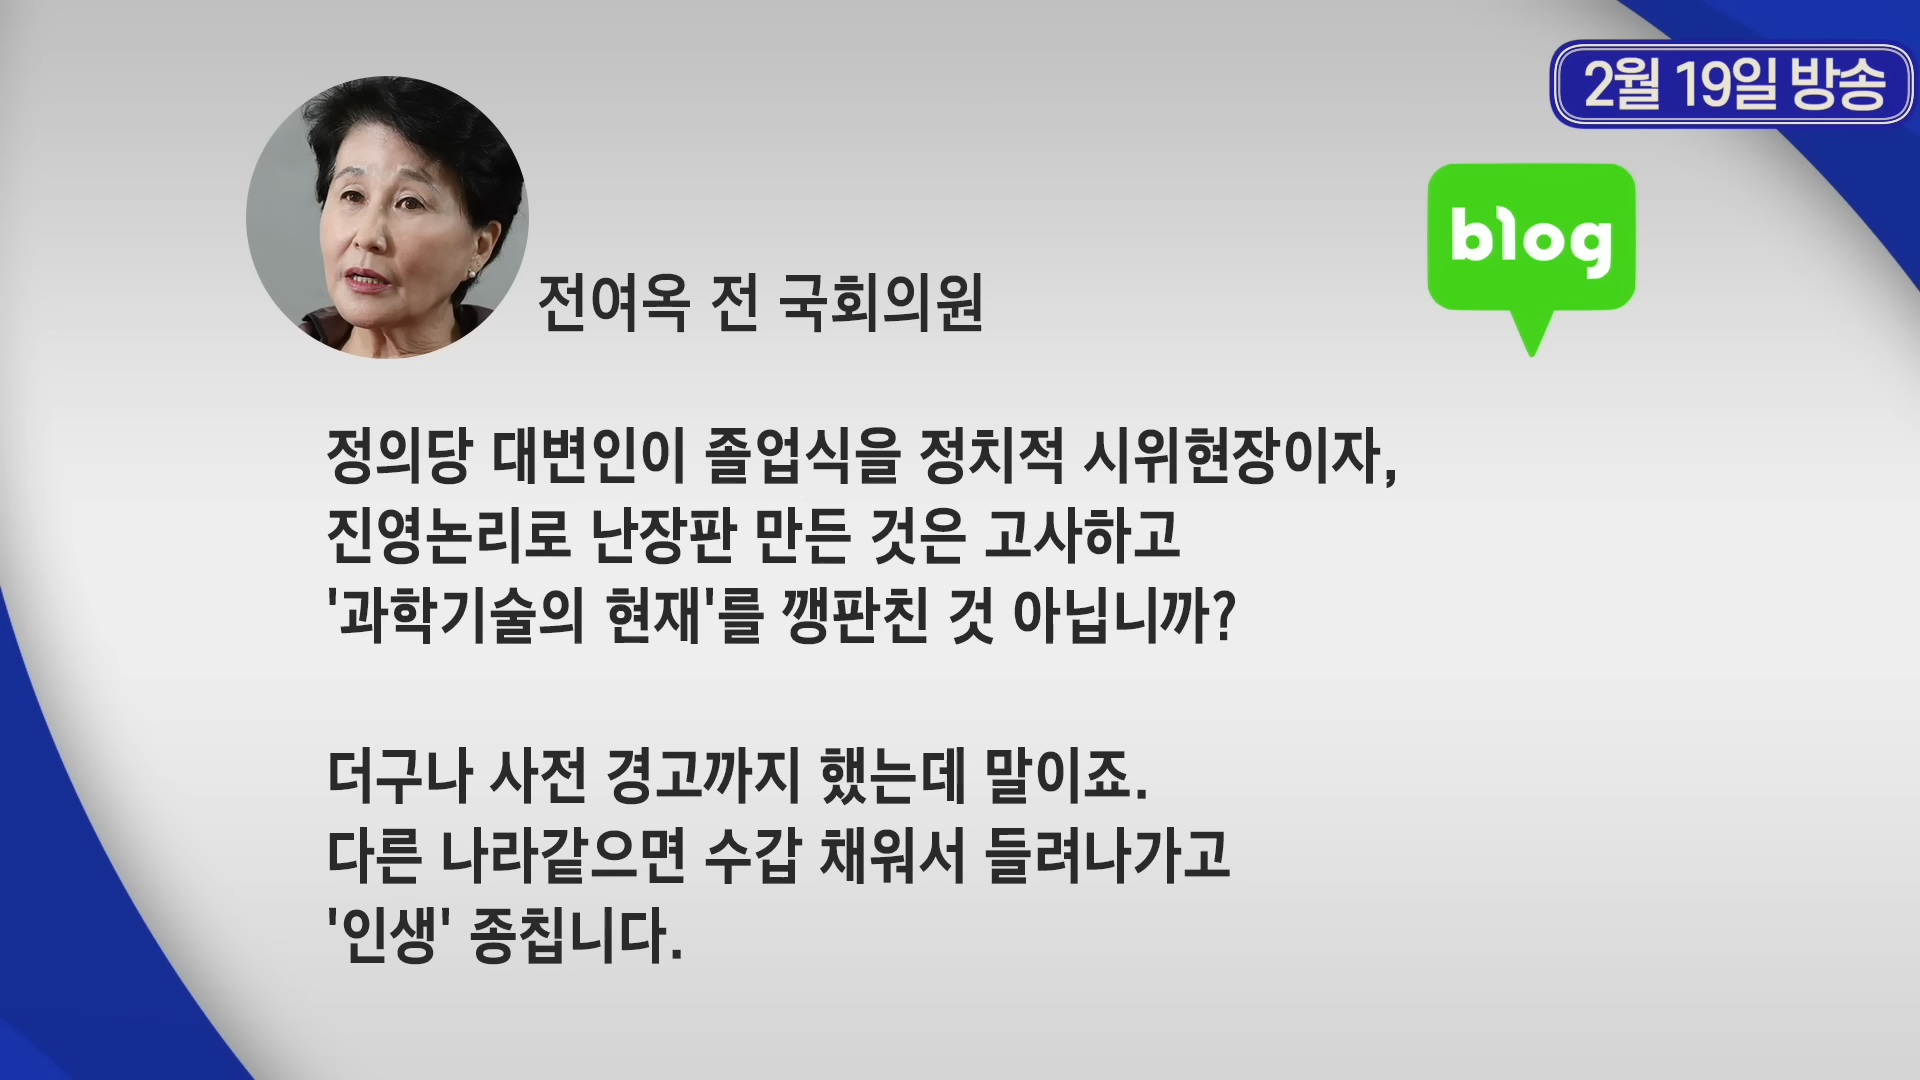 2월 19일 방송
blog
전여옥 전 국회의원
정의당 대변인이 졸업식을 정치적 시위현장이자,
진영논리로 난장판 만든 것은 고사하고
'과학기술의 현재'를 깽판친 것 아닙니까?
더구나 사전 경고까지 했는데 말이죠.
다른 나라같으면 수갑 채워서 들려나가고
'인생' 종칩니다.